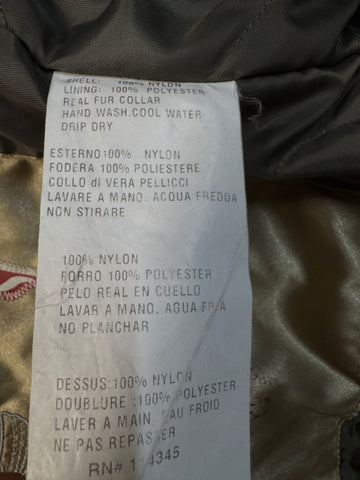 SHELL: 100% NYLON
LINING: 100% POLYESTER
REAL FUR COLLAR
HAND WASH.COOL WATER
DRIP DRY
ESTERNO:100% NYLON
FODERA 100% POLIESTERE
COLLO di VERA PELLICCI
LAVARE A MANO. ACQUA FREDDA
NON STIRARE
100% NYLON
FORRO 100% POLYESTER
PELO REAL EN CUELLO
LAVAR A MANO. AGUA FRIA
NO PLANCHAR
DESSUS:100% NYLON
DOUBLURE :100% POLYESTER
LAVER A MAIN EAU FROID
NE PAS REPASSER
RN#